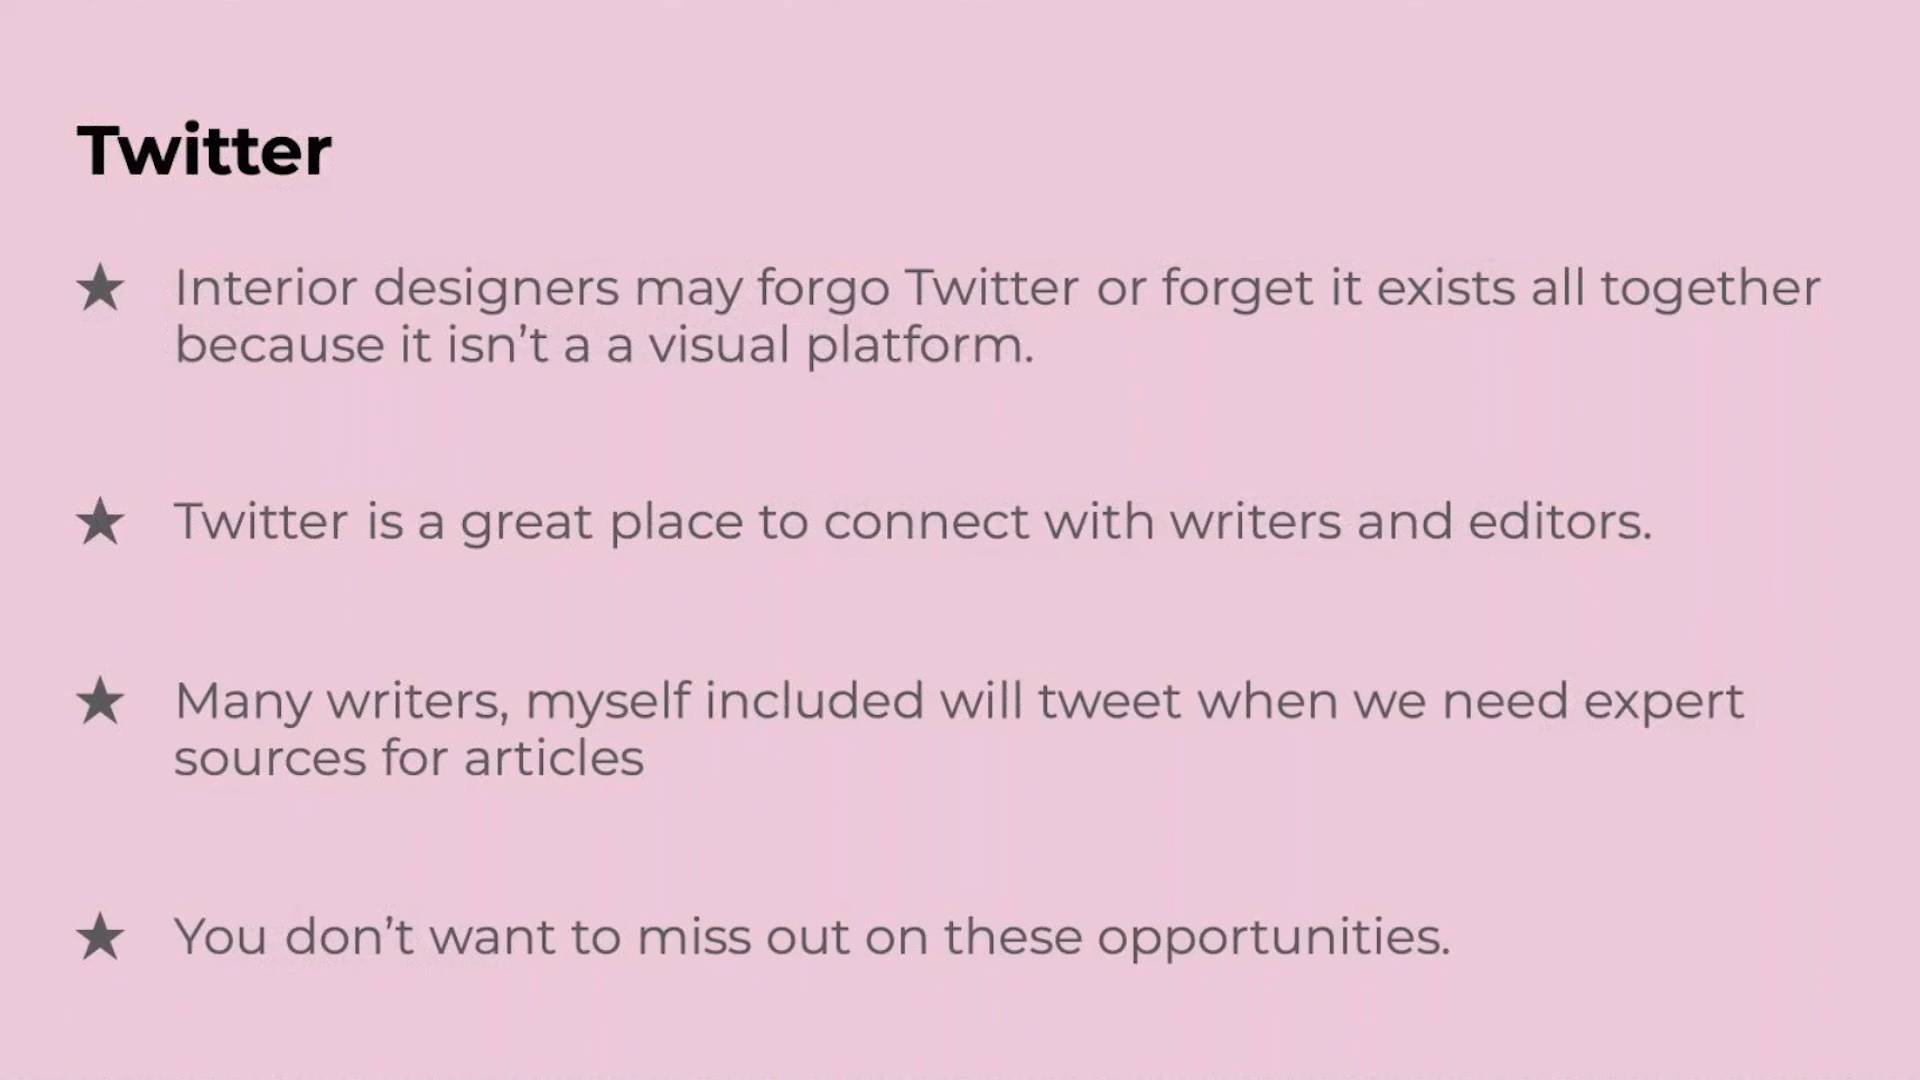 Twitter
★ Interior designers may forgo Twitter or forget it exists all together
because it isn’t a a visual platform.
★ Twitter is a great place to connect with writers and editors.
★ Many writers, myself included will tweet when we need expert
sources for articles
★ You don’t want to miss out on these opportunities.